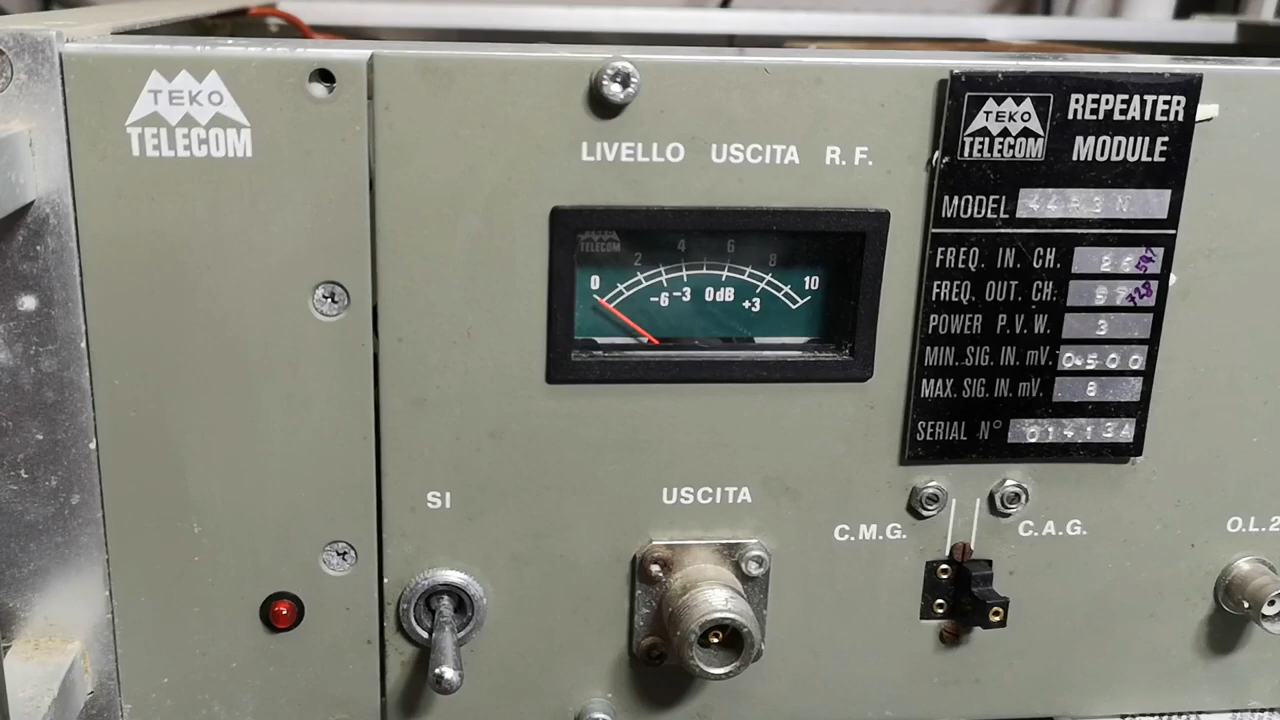 TEKO
TELECOM
LIVELLO USCITA R. F.
TELECOM
0 2 4 6 8 10
-6 -3 0dB +3
TEKO
TELECOM
REPEATER
MODULE
MODEL 44R3N
FREQ. IN. CH.
FREQ. OUT. CH:
POWER P.V.W. 3
MIN. SIG. IN. mV. 0.500
MAX. SIG. IN. mV. 8
SERIAL N° 01413A
SI
USCITA
C.M.G.
C.A.G.
O.L.2